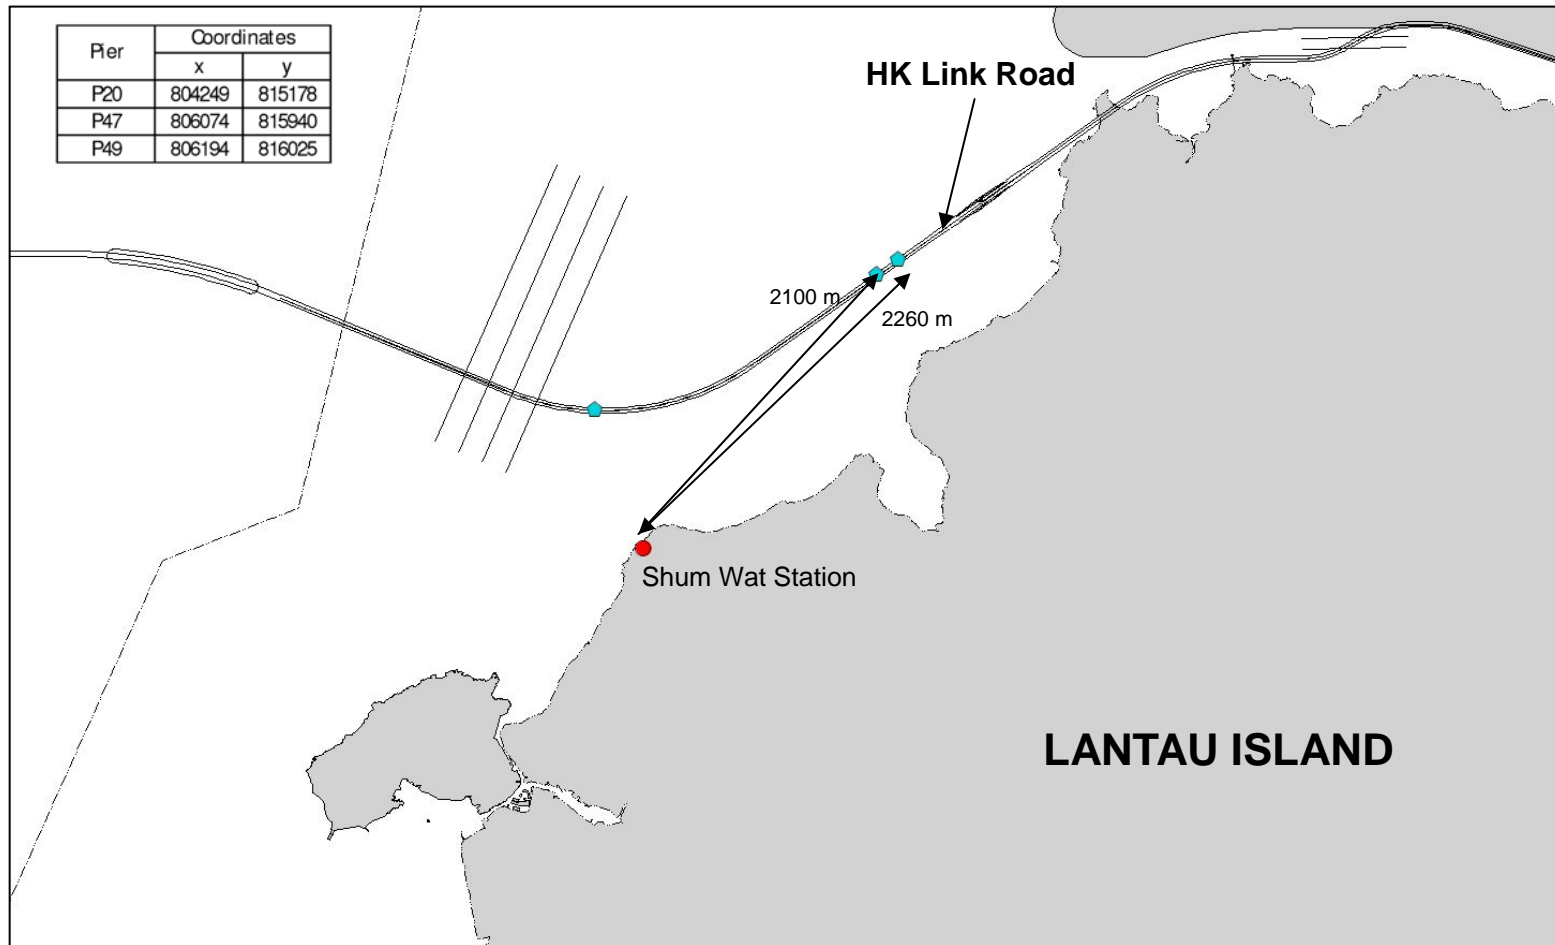 Pier Coordinates
x y
P20 804249 815178
P47 806074 815940
P49 806194 816025
HK Link Road
2100 m
2260 m
Shum Wat Station
LANTAU ISLAND